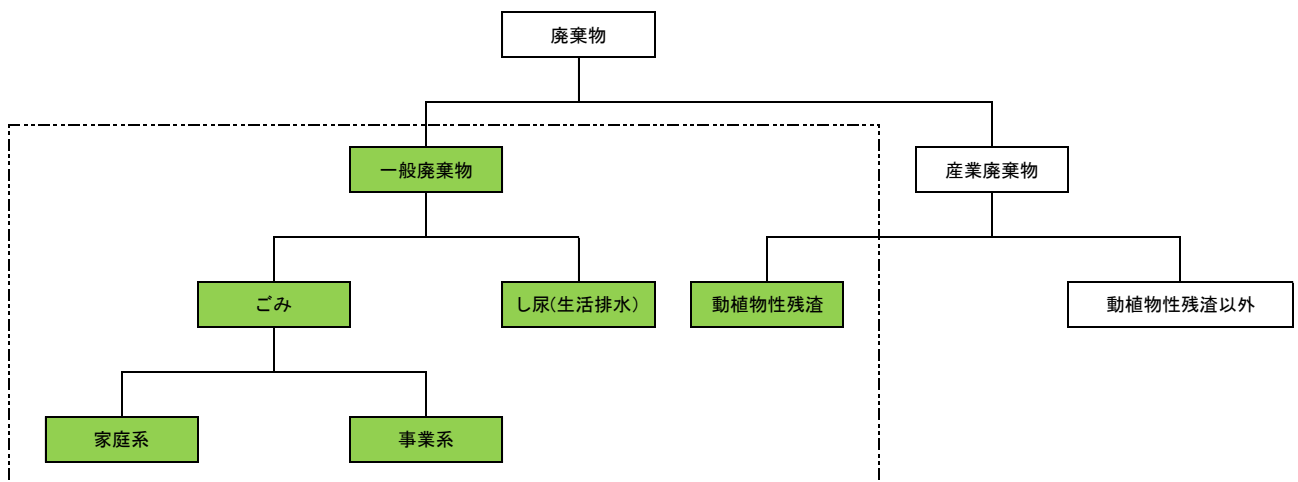 廃棄物
一般廃棄物
産業廃棄物
ごみ
し尿(生活排水)
動植物性残渣
動植物性残渣以外
家庭系
事業系